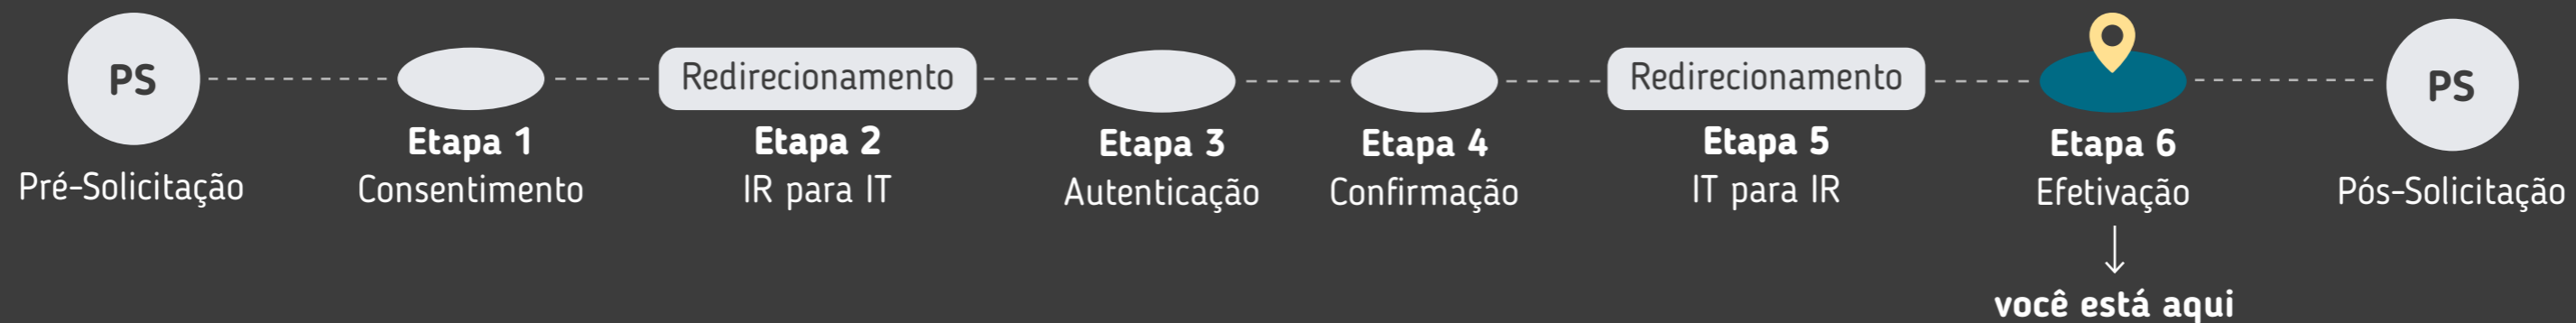 PS
Pré-Solicitação
Etapa 1
Consentimento
Redirecionamento
Etapa 2
IR para IT
Etapa 3
Autenticação
Etapa 4
Confirmação
Redirecionamento
Etapa 5
IT para IR
Etapa 6
Efetivação
você está aqui
PS
Pós-Solicitação